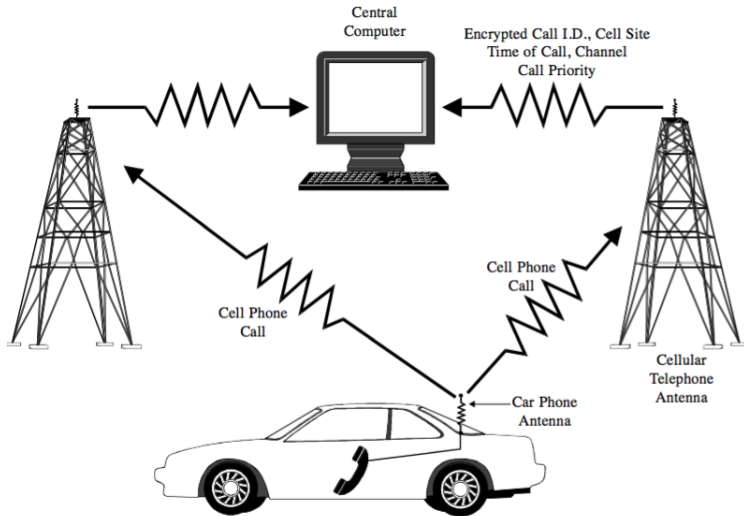 Central
Computer
Encrypted Call I.D., Cell Site
Time of Call, Channel
Call Priority
Cell Phone
Call
Cell Phone
Call
Cellular
Telephone
Antenna
Car Phone
Antenna